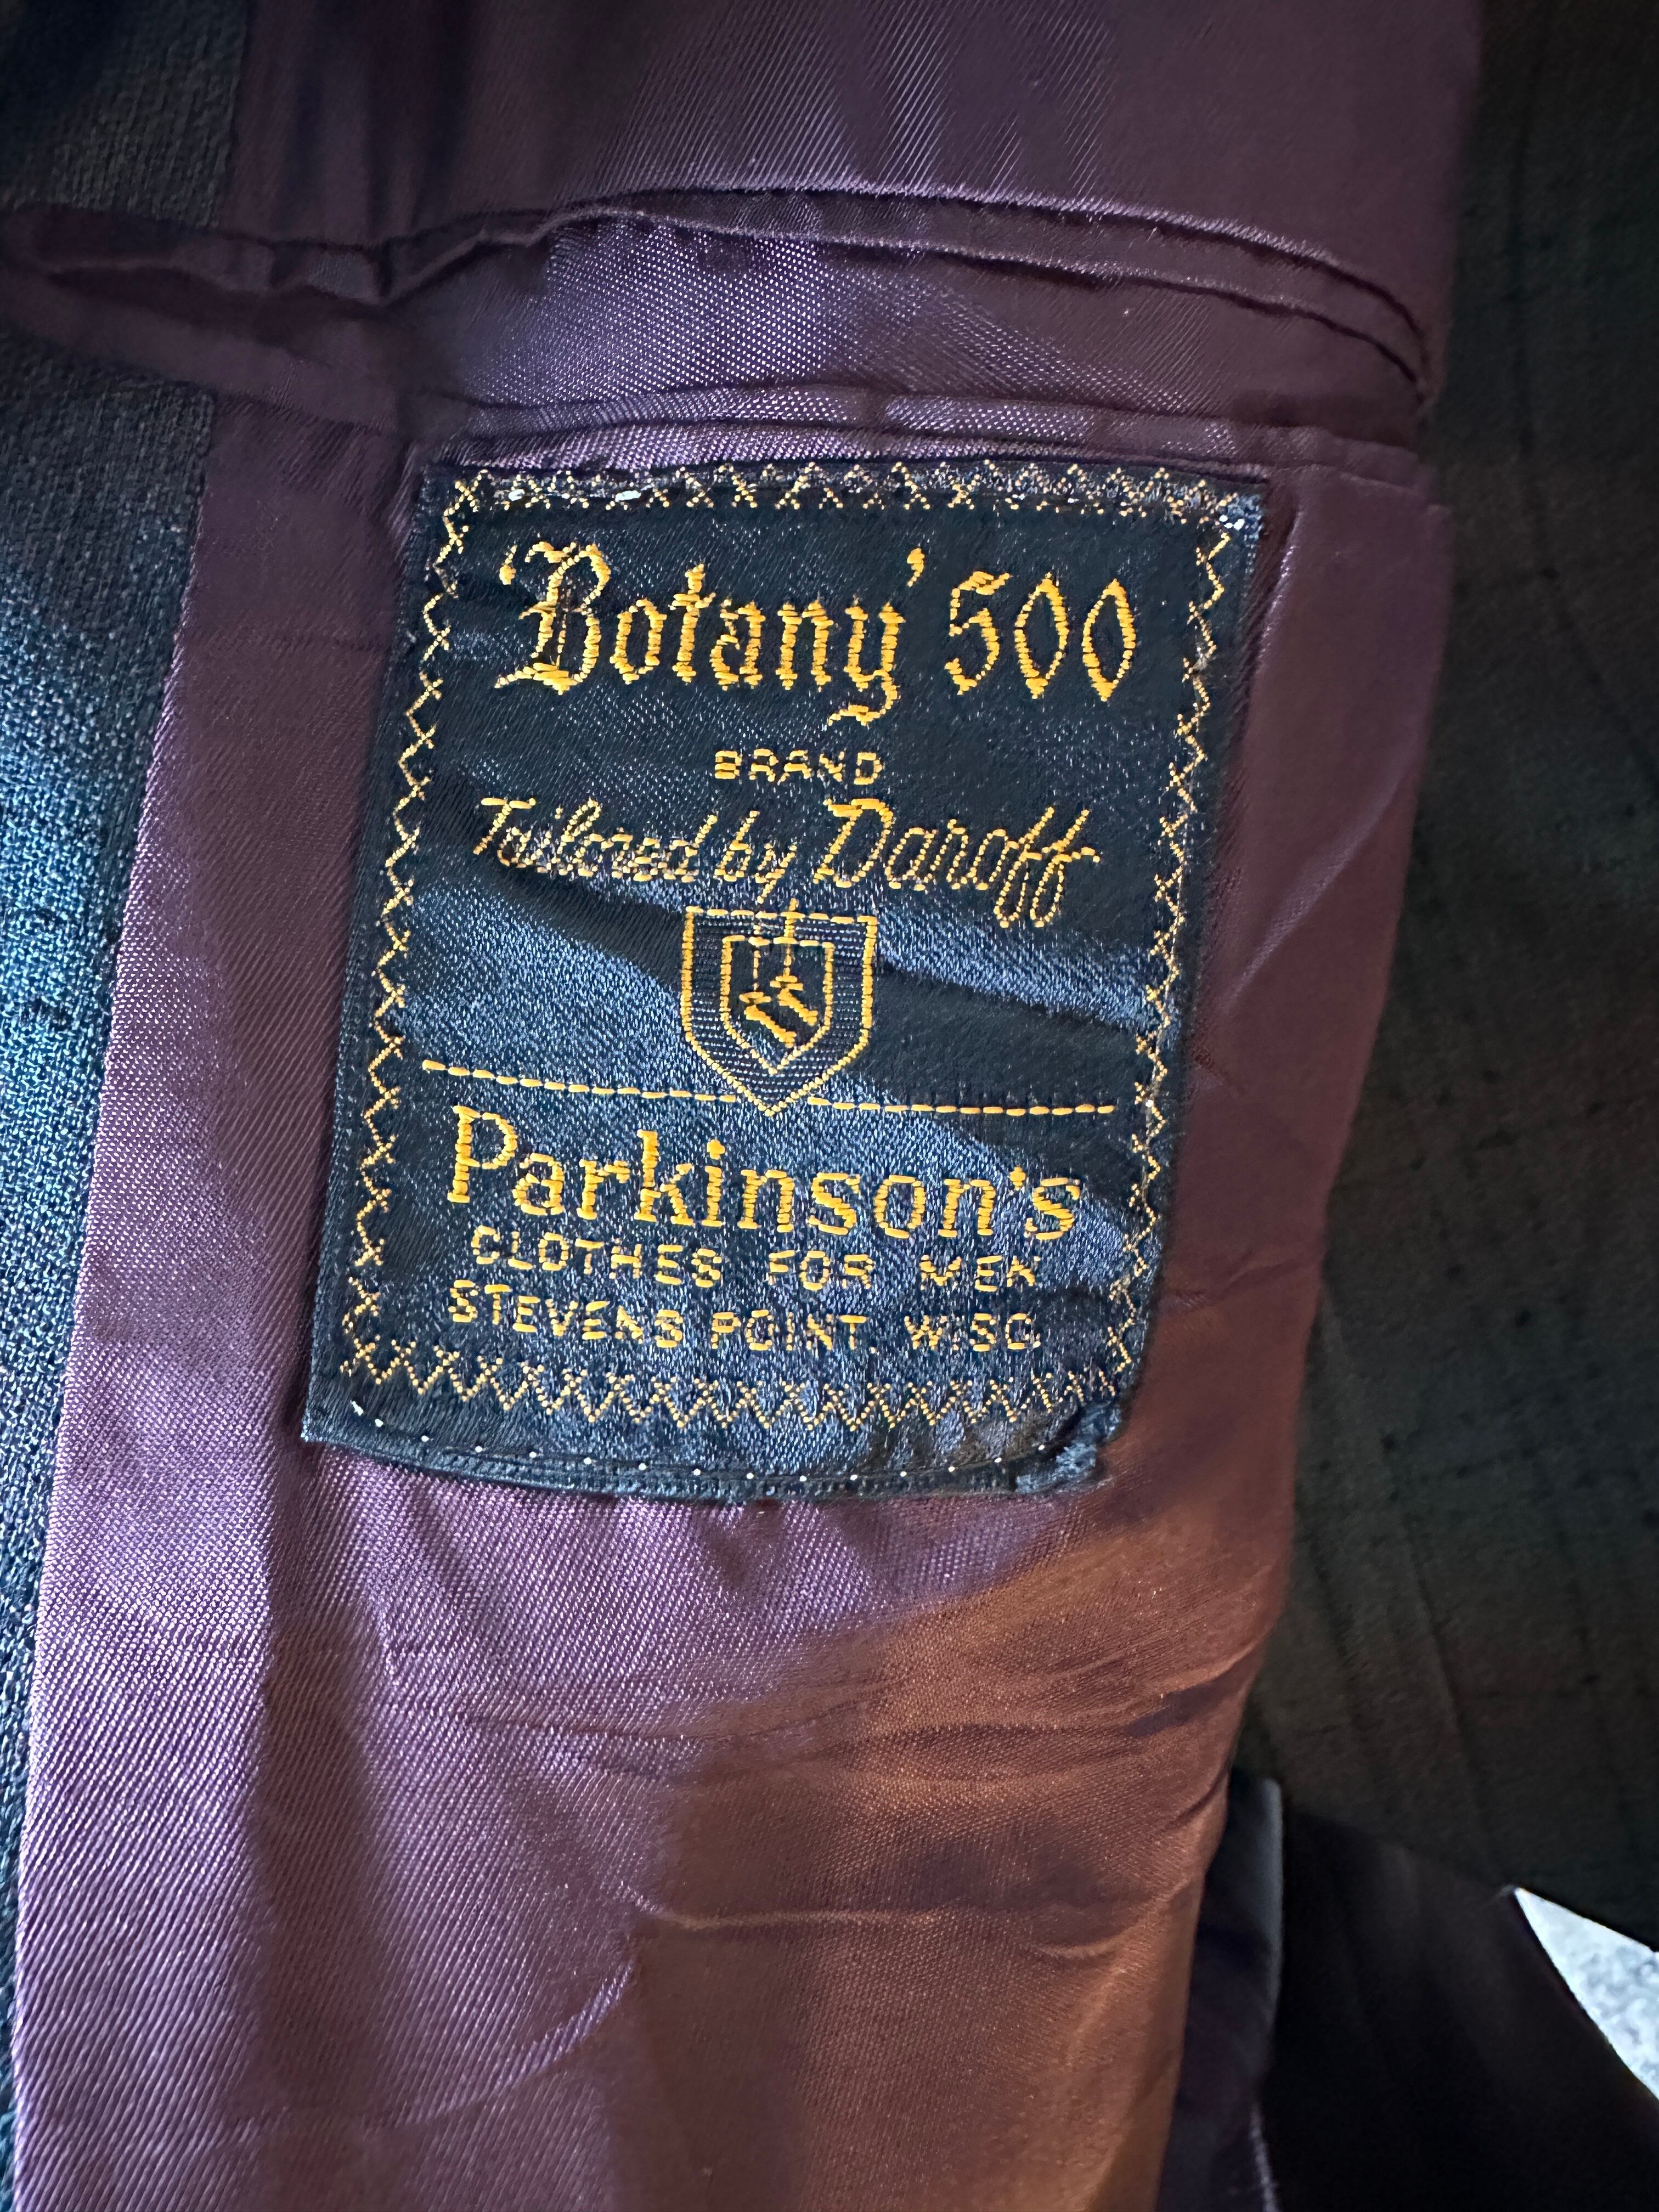 'Botany' 500
BRAND
Tailored by Daroff
Parkinson's
CLOTHES FOR MEN
STEVENS POINT, WISC.